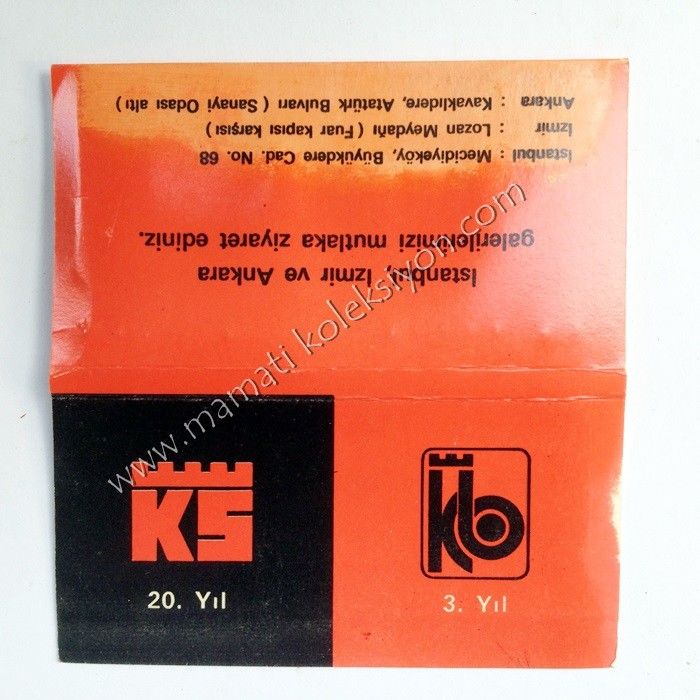 İstanbul, İzmir ve Ankara
galerilerimizi mutlaka ziyaret ediniz.
İstanbul : Mecidiyeköy, Büyükdere Cad. No. 68
İzmir : Lozan Meydanı ( Fuar kapısı karşısı )
Ankara : Kavaklıdere, Atatürk Bulvarı ( Sanayi Odası altı )
KS
20. Yıl
kb
3. Yıl
www.mamati koleksiyon.com